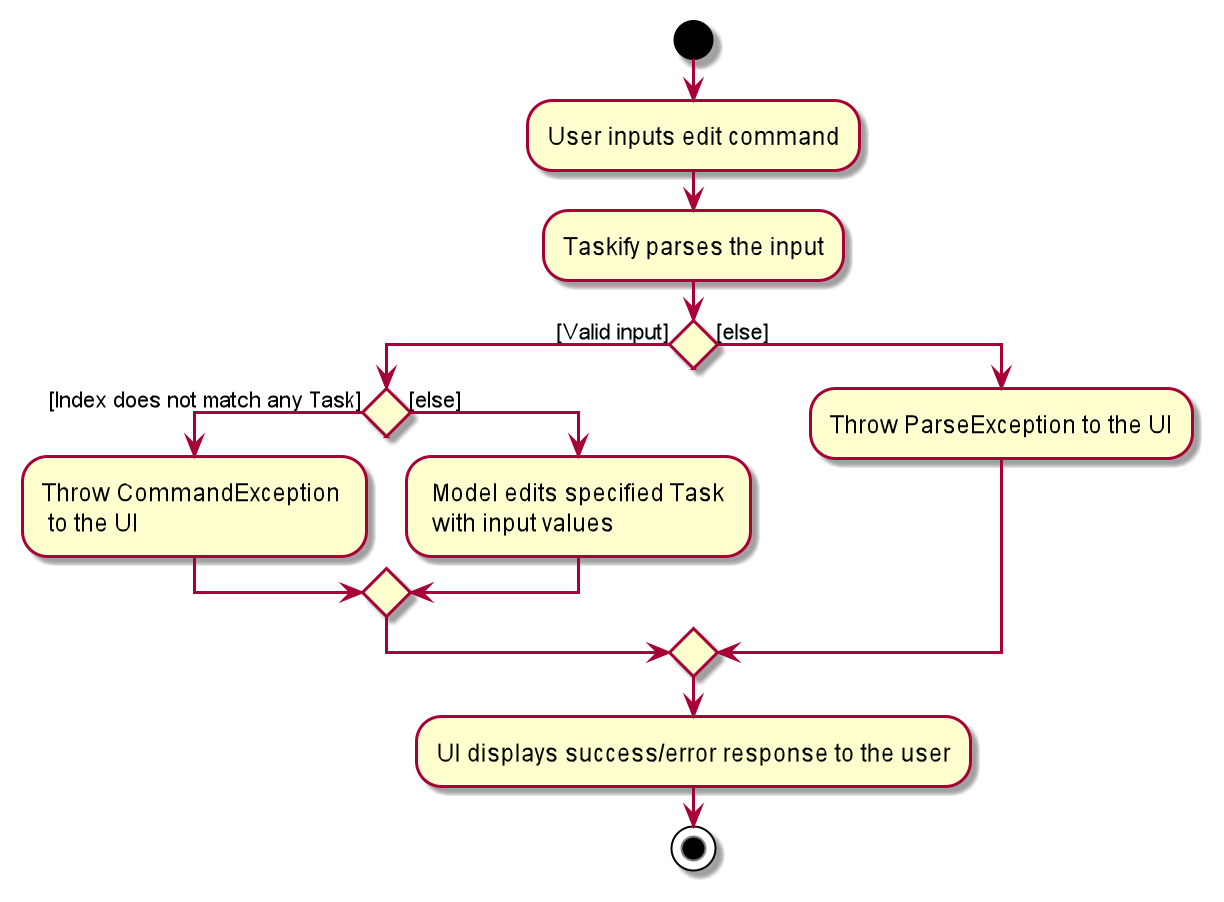 User inputs edit command
Taskify parses the input
[Valid input]
[else]
[Index does not match any Task]
[else]
Throw ParseException to the UI
Throw CommandException
to the UI
Model edits specified Task
with input values
UI displays success/error response to the user